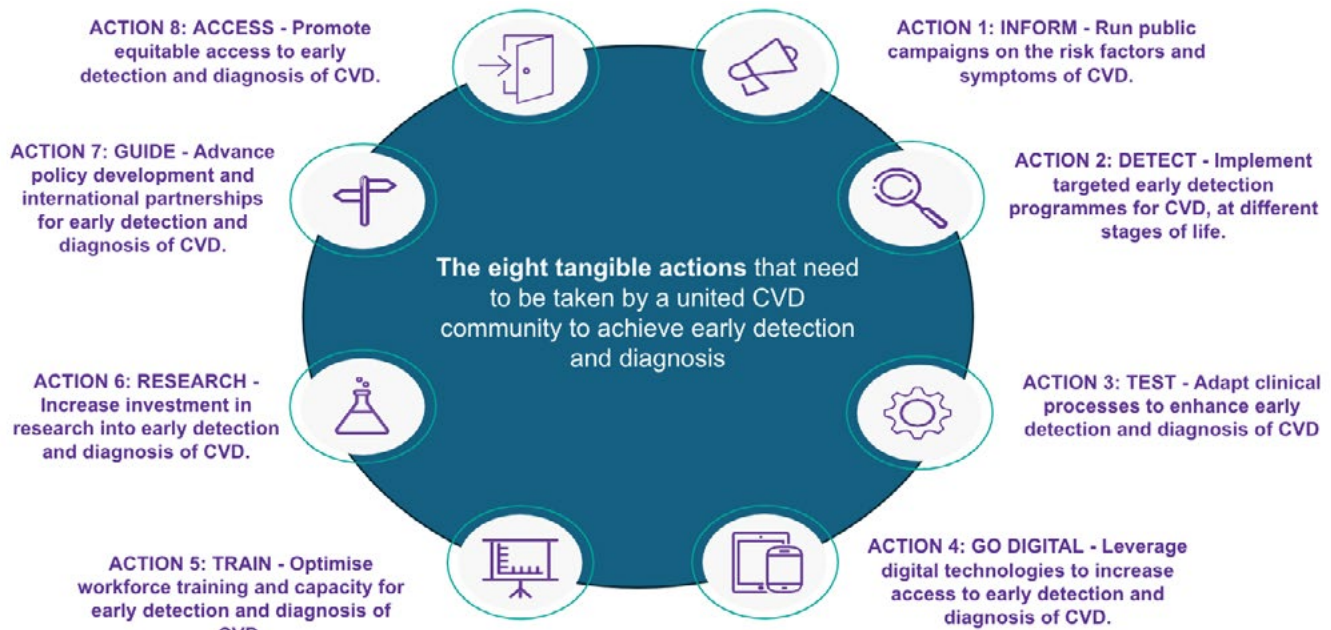 ACTION 8: ACCESS - Promote
equitable access to early
detection and diagnosis of CVD.
ACTION 1: INFORM - Run public
campaigns on the risk factors and
symptoms of CVD.
ACTION 7: GUIDE - Advance
policy development and
international partnerships
for early detection and
diagnosis of CVD.
ACTION 2: DETECT - Implement
targeted early detection
programmes for CVD, at different
stages of life.
The eight tangible actions that need
to be taken by a united CVD
community to achieve early detection
and diagnosis
ACTION 6: RESEARCH -
Increase investment in
research into early detection
and diagnosis of CVD.
ACTION 3: TEST - Adapt clinical
processes to enhance early
detection and diagnosis of CVD
ACTION 5: TRAIN - Optimise
workforce training and capacity for
early detection and diagnosis of
ACTION 4: GO DIGITAL - Leverage
digital technologies to increase
access to early detection and
diagnosis of CVD.